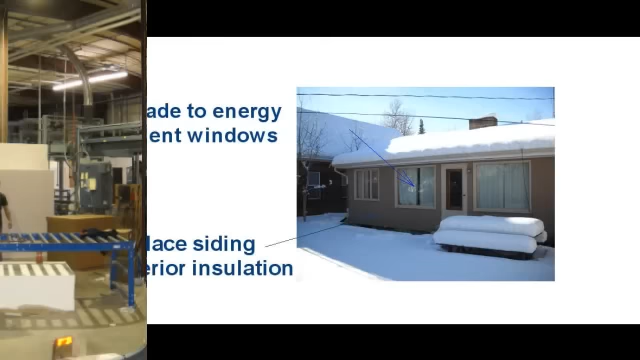 ade to energy
ent windows
lace siding
erior insulation